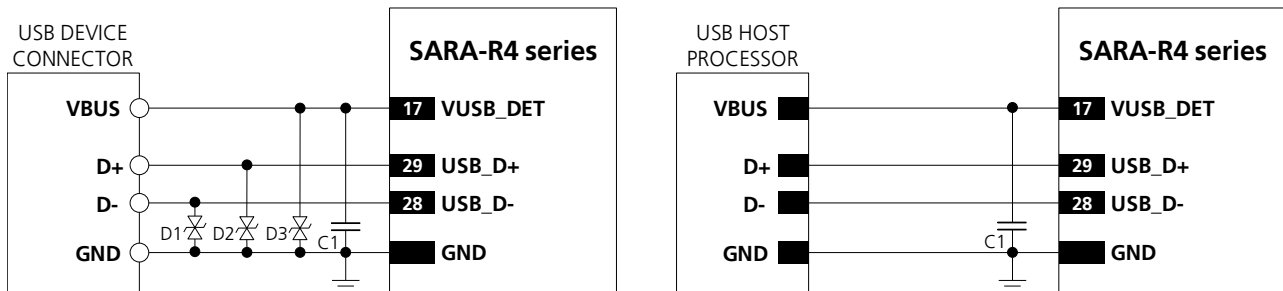 USB DEVICE
CONNECTOR
SARA-R4 series
VBUS
17 VUSB_DET
D+
29 USB_D+
D-
28 USB_D-
D1 D2 D3 C1
GND
GND
USB HOST
PROCESSOR
SARA-R4 series
VBUS
17 VUSB_DET
D+
29 USB_D+
D-
28 USB_D-
C1
GND
GND